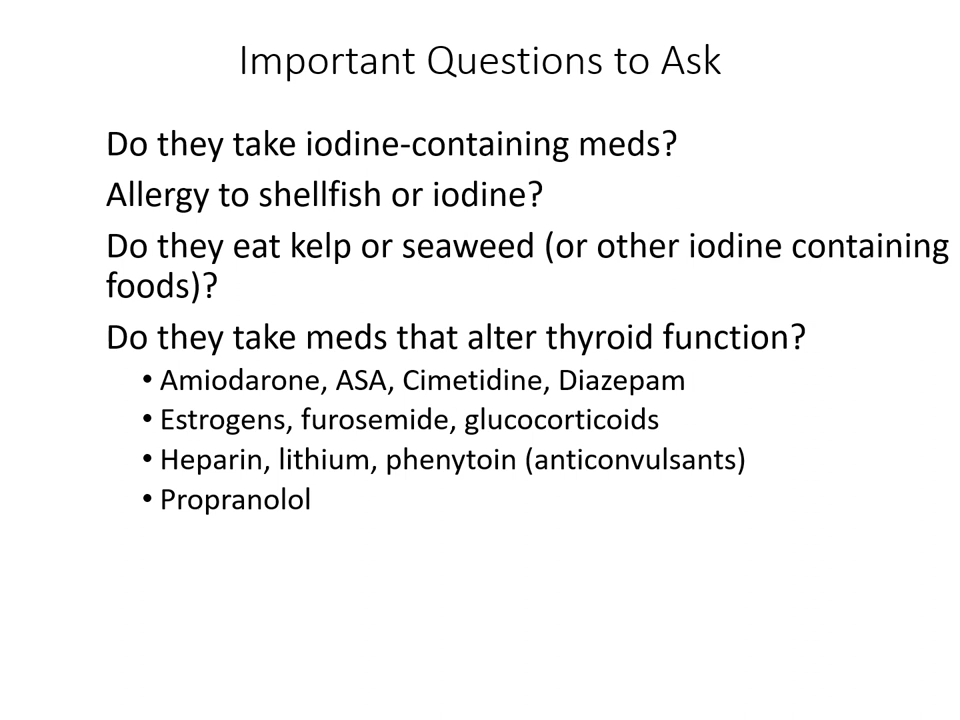 Important Questions to Ask
Do they take iodine-containing meds?
Allergy to shellfish or iodine?
Do they eat kelp or seaweed (or other iodine containing
foods)?
Do they take meds that alter thyroid function?
• Amiodarone, ASA, Cimetidine, Diazepam
• Estrogens, furosemide, glucocorticoids
• Heparin, lithium, phenytoin (anticonvulsants)
• Propranolol